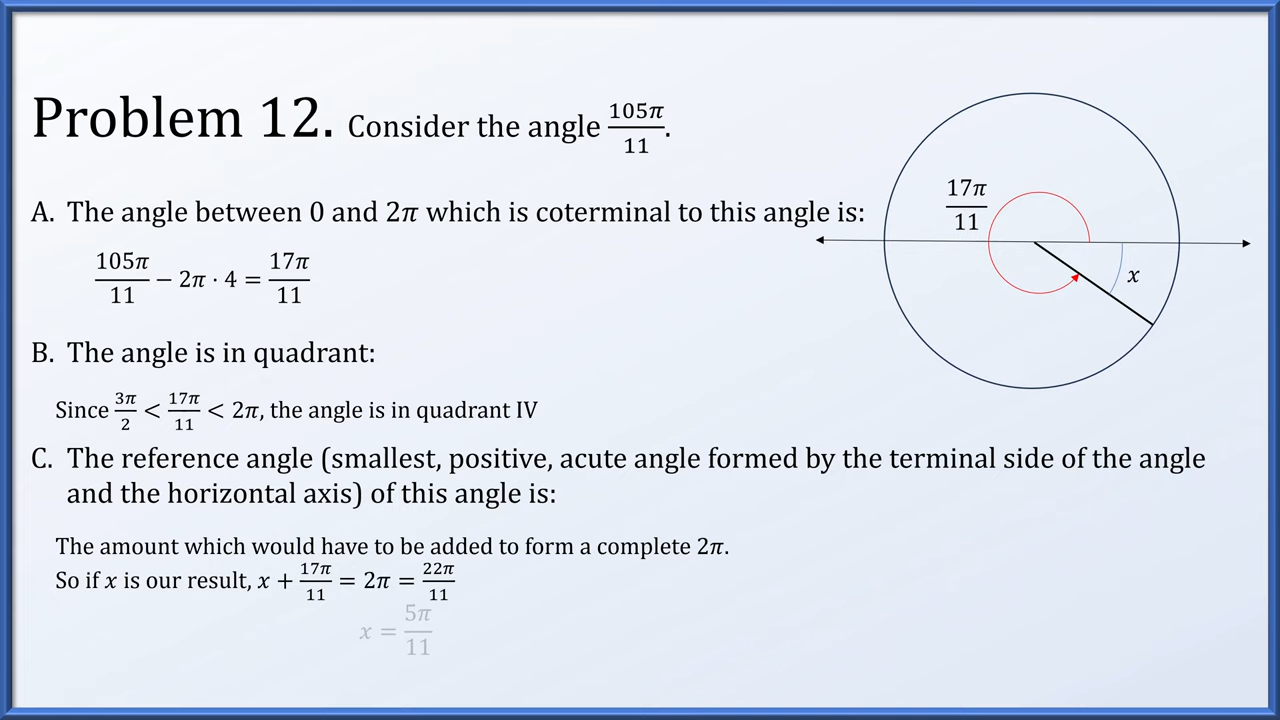 Problem 12. Consider the angle 105π/11.
A. The angle between 0 and 2π which is coterminal to this angle is:
105π/11 − 2π · 4 = 17π/11
B. The angle is in quadrant:
Since 3π/2 < 17π/11 < 2π, the angle is in quadrant IV
C. The reference angle (smallest, positive, acute angle formed by the terminal side of the angle
and the horizontal axis) of this angle is:
The amount which would have to be added to form a complete 2π.
So if x is our result, x + 17π/11 = 2π = 22π/11
x = 5π/11
17π/11
x